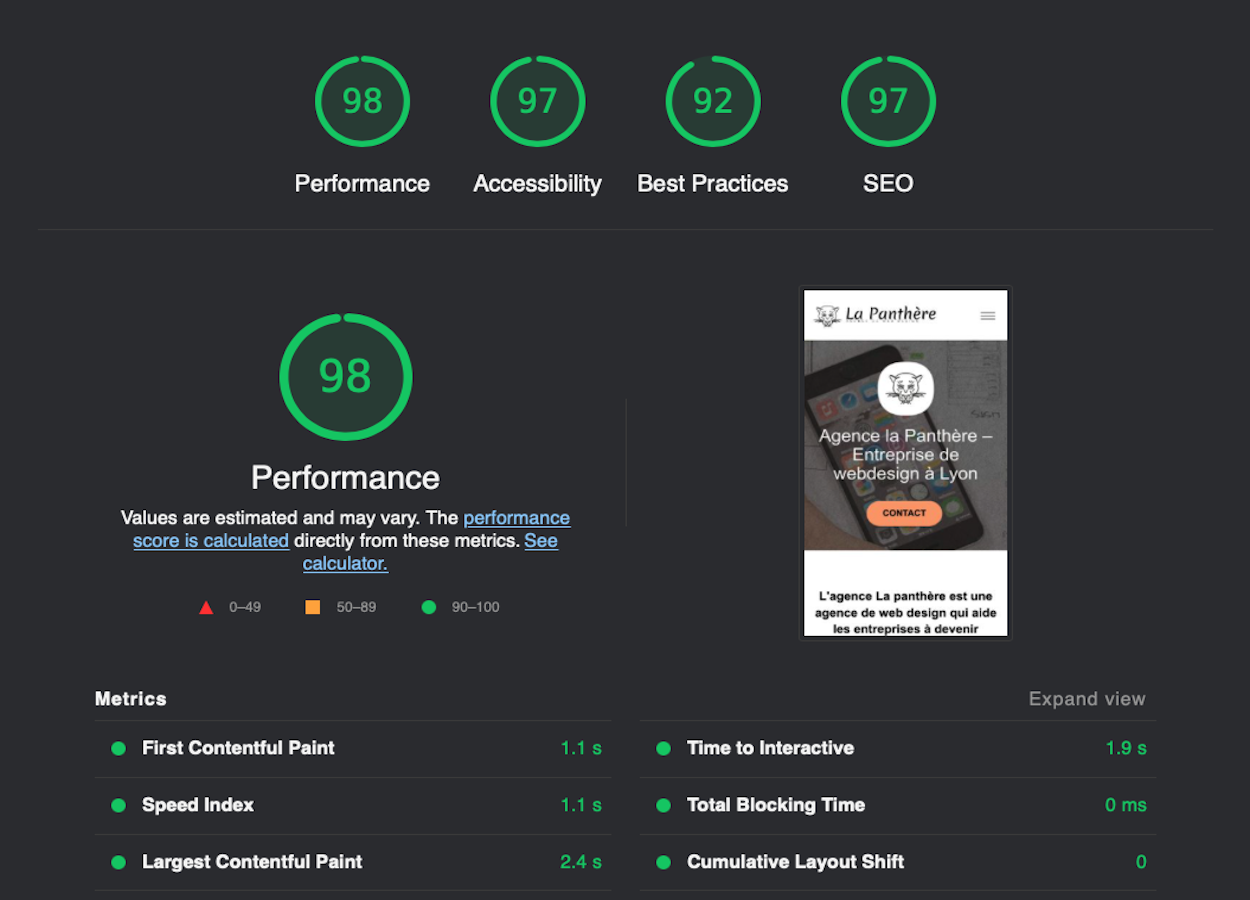 98
97
92
97
Performance
Accessibility
Best Practices
SEO
98
Performance
Values are estimated and may vary. The performance
score is calculated directly from these metrics. See
calculator.
0–49
50–89
90–100
La Panthère
Agence la Panthère –
Entreprise de
webdesign à Lyon
CONTACT
L'agence La panthère est une
agence de web design qui aide
les entreprises à devenir
Metrics
Expand view
First Contentful Paint 1.1 s
Time to Interactive 1.9 s
Speed Index 1.1 s
Total Blocking Time 0 ms
Largest Contentful Paint 2.4 s
Cumulative Layout Shift 0